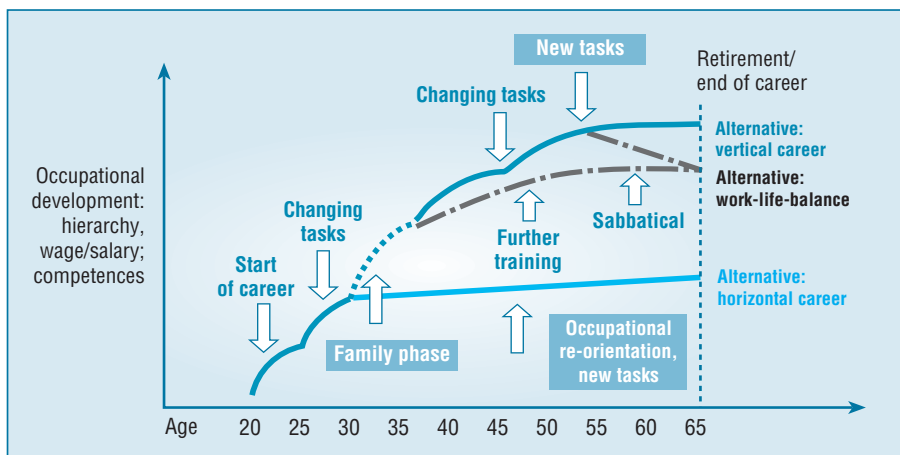 New tasks
Retirement/
end of career
Changing tasks
Alternative:
vertical career
Alternative:
work-life-balance
Occupational
development:
hierarchy,
wage/salary;
competences
Changing
tasks
Start
of career
Further
training
Sabbatical
Alternative:
horizontal career
Family phase
Occupational
re-orientation,
new tasks
Age 20 25 30 35 40 45 50 55 60 65